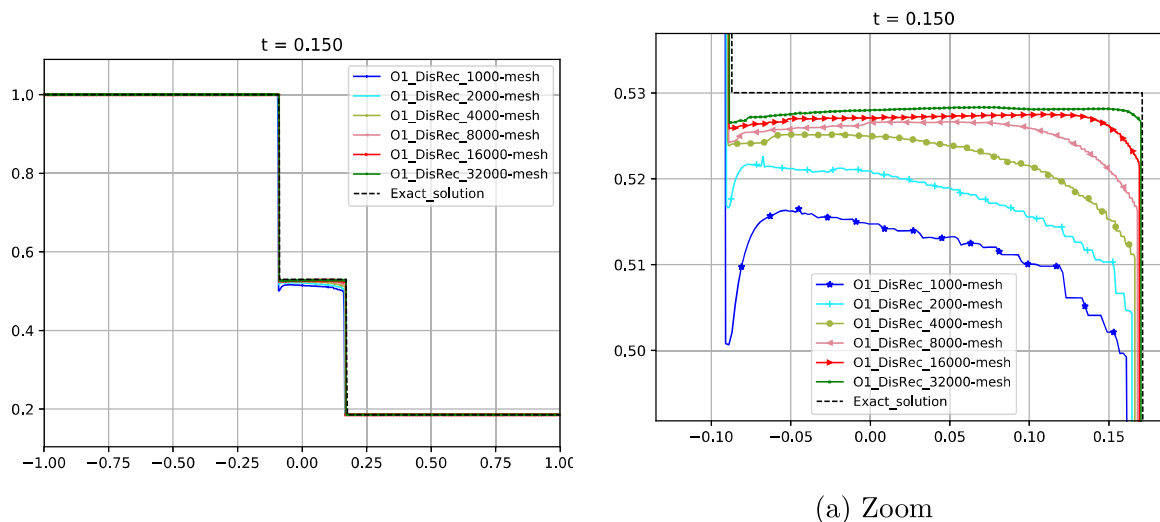 t = 0.150
O1_DisRec_1000-mesh
O1_DisRec_2000-mesh
O1_DisRec_4000-mesh
O1_DisRec_8000-mesh
O1_DisRec_16000-mesh
O1_DisRec_32000-mesh
Exact_solution
1.0
0.8
0.6
0.4
0.2
−1.00 −0.75 −0.50 −0.25 0.00 0.25 0.50 0.75 1.00
t = 0.150
0.53
0.52
0.51
0.50
O1_DisRec_1000-mesh
O1_DisRec_2000-mesh
O1_DisRec_4000-mesh
O1_DisRec_8000-mesh
O1_DisRec_16000-mesh
O1_DisRec_32000-mesh
Exact_solution
−0.10 −0.05 0.00 0.05 0.10 0.15
(a) Zoom